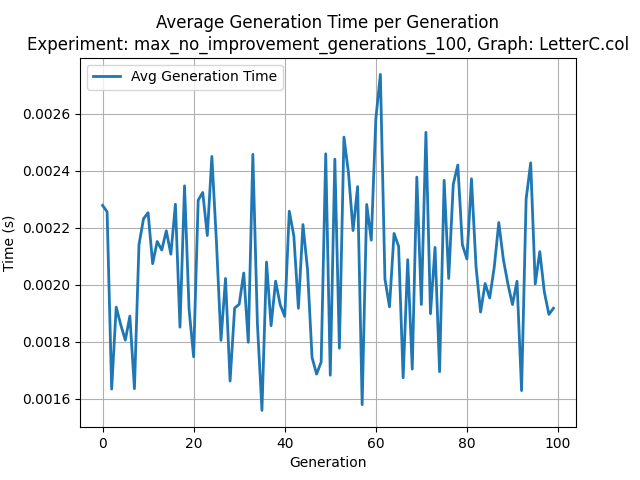 Average Generation Time per Generation
Experiment: max_no_improvement_generations_100, Graph: LetterC.col
Avg Generation Time
0.0026
0.0024
0.0022
0.0020
0.0018
0.0016
Time (s)
0 20 40 60 80 100
Generation